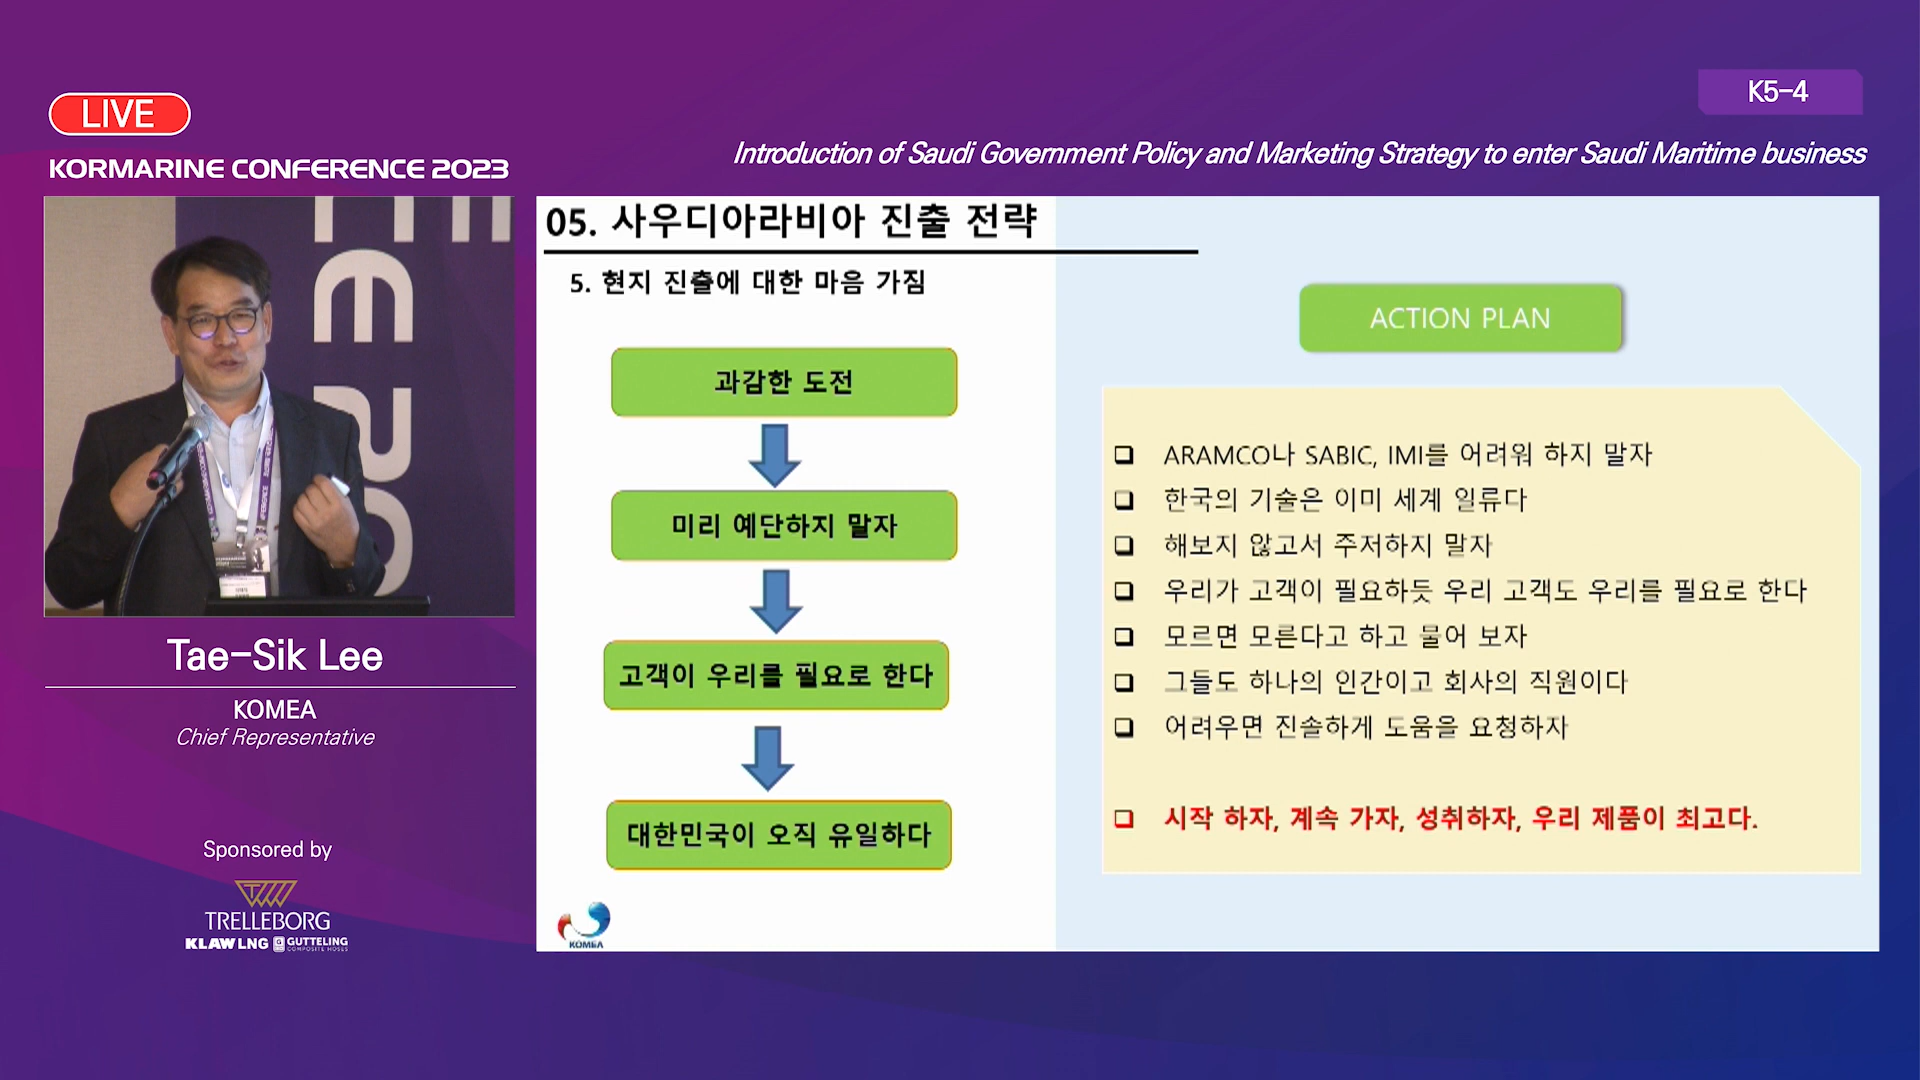 LIVE
K5-4
KORMARINE CONFERENCE 2023
Introduction of Saudi Government Policy and Marketing Strategy to enter Saudi Maritime business
05. 사우디아라비아 진출 전략
5. 현지 진출에 대한 마음 가짐
과감한 도전
미리 예단하지 말자
고객이 우리를 필요로 한다
대한민국이 오직 유일하다
KOMEA
ACTION PLAN
ARAMCO나 SABIC, IMI를 어려워 하지 말자
한국의 기술은 이미 세계 일류다
해보지 않고서 주저하지 말자
우리가 고객이 필요하듯 우리 고객도 우리를 필요로 한다
모르면 모른다고 하고 물어 보자
그들도 하나의 인간이고 회사의 직원이다
어려우면 진솔하게 도움을 요청하자
시작 하자, 계속 가자, 성취하자, 우리 제품이 최고다.
Tae-Sik Lee
KOMEA
Chief Representative
Sponsored by
TRELLEBORG
KLAW LNG GUTTELING
COMPOSITE HOSES